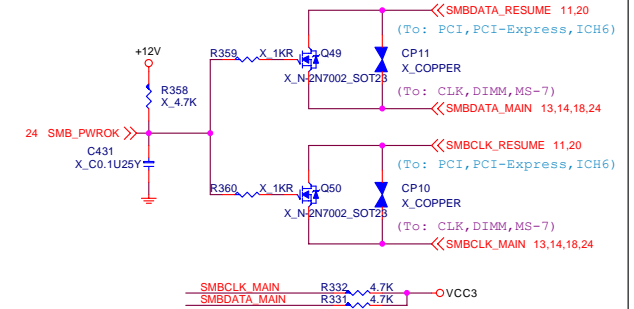 SMBDATA_RESUME 11,20
(To: PCI,PCI-Express,ICH6)
+12V
R359 X_1KR Q49 CP11
X_N-2N7002_SOT23 X_COPPER
R358
X_4.7K
(To: CLK,DIMM,MS-7)
SMBDATA_MAIN 13,14,18,24
24 SMB_PWROK
C431
X_C0.1U25Y
SMBCLK_RESUME 11,20
(To: PCI,PCI-Express,ICH6)
R360 X_1KR Q50 CP10
X_N-2N7002_SOT23 X_COPPER
(To: CLK,DIMM,MS-7)
SMBCLK_MAIN 13,14,18,24
SMBCLK_MAIN R332 4.7K
VCC3
SMBDATA_MAIN R331 4.7K